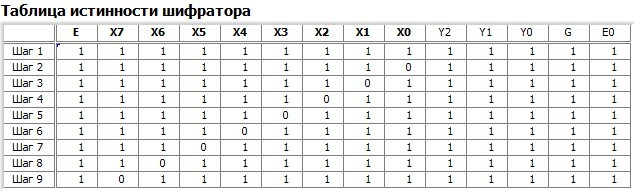 Таблица истинности шифратора
E X7 X6 X5 X4 X3 X2 X1 X0 Y2 Y1 Y0 G E0
Шаг 1 1 1 1 1 1 1 1 1 1 1 1 1 1 1
Шаг 2 1 1 1 1 1 1 1 1 0 1 1 1 1 1
Шаг 3 1 1 1 1 1 1 1 0 1 1 1 1 1 1
Шаг 4 1 1 1 1 1 1 0 1 1 1 1 1 1 1
Шаг 5 1 1 1 1 1 0 1 1 1 1 1 1 1 1
Шаг 6 1 1 1 1 0 1 1 1 1 1 1 1 1 1
Шаг 7 1 1 1 0 1 1 1 1 1 1 1 1 1 1
Шаг 8 1 1 0 1 1 1 1 1 1 1 1 1 1 1
Шаг 9 1 0 1 1 1 1 1 1 1 1 1 1 1 1